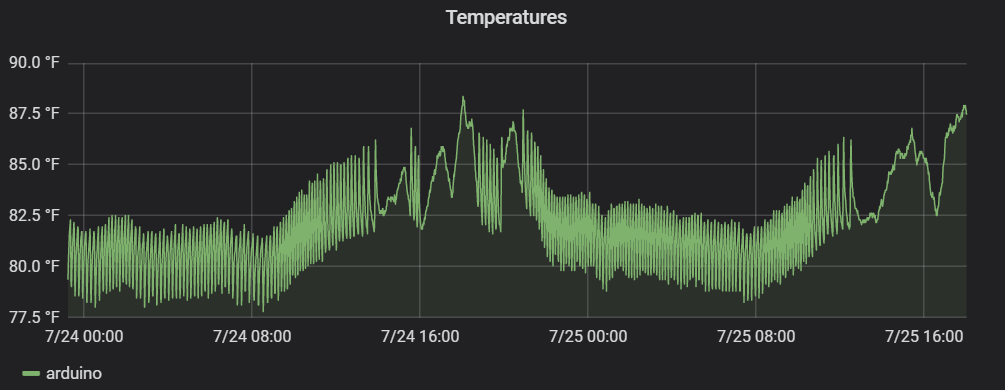 Temperatures
90.0 °F
87.5 °F
85.0 °F
82.5 °F
80.0 °F
77.5 °F
7/24 00:00 7/24 08:00 7/24 16:00 7/25 00:00 7/25 08:00 7/25 16:00
arduino